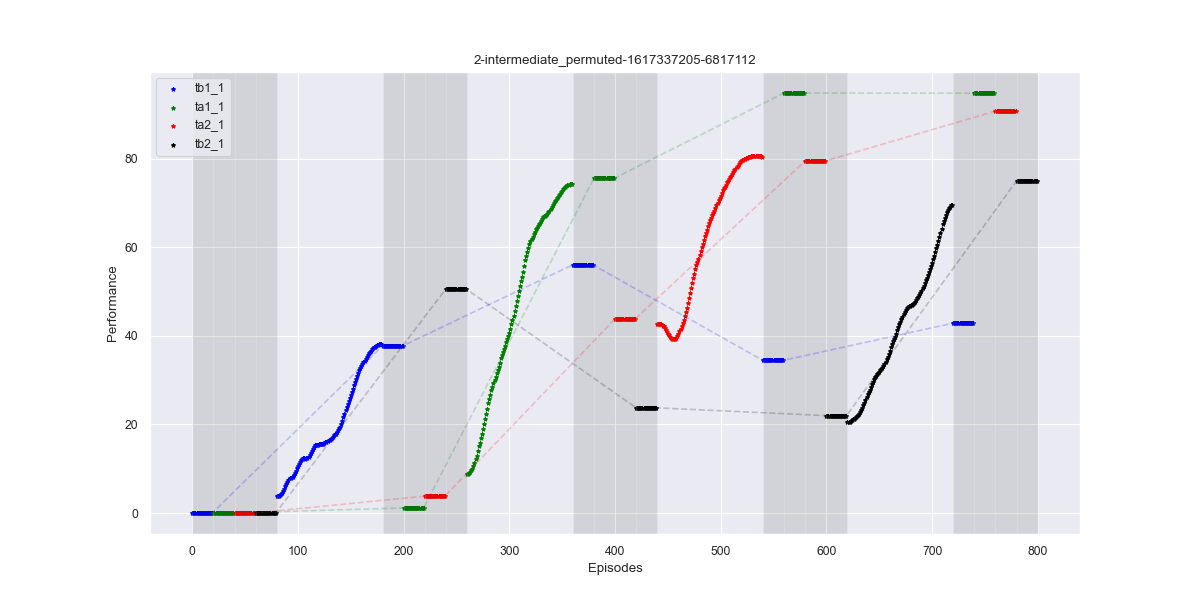 2-intermediate_permuted-1617337205-6817112
tb1_1
ta1_1
ta2_1
tb2_1
Performance
80
60
40
20
0
0 100 200 300 400 500 600 700 800
Episodes